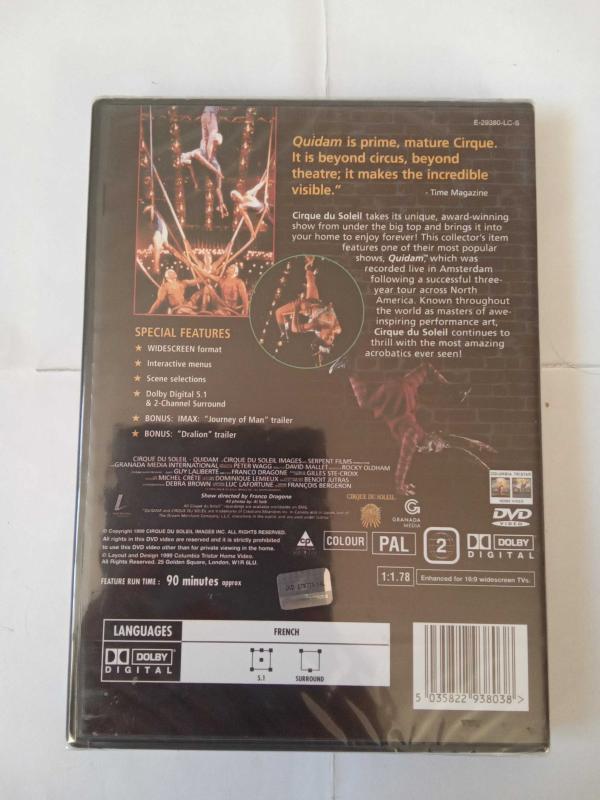 E-29380-LC-S
Quidam is prime, mature Cirque.
It is beyond circus, beyond
theatre; it makes the incredible
visible."
- Time Magazine
Cirque du Soleil takes its unique, award-winning
show from under the big top and brings it into
your home to enjoy forever! This collector's item
features one of their most popular
shows, Quidam,™ which was
recorded live in Amsterdam
following a successful three-
year tour across North
America. Known throughout
the world as masters of awe-
inspiring performance art,
Cirque du Soleil continues to
thrill with the most amazing
acrobatics ever seen!
SPECIAL FEATURES
★ WIDESCREEN format
★ Interactive menus
★ Scene selections
★ Dolby Digital 5.1
& 2-Channel Surround
★ BONUS: IMAX: "Journey of Man" trailer
★ BONUS: "Dralion" trailer
CIRQUE DU SOLEIL - QUIDAM CIRQUE DU SOLEIL IMAGES SERPENT FILMS
GRANADA MEDIA INTERNATIONAL PETER WAGG DAVID MALLET ROCKY OLDHAM
GUY LALIBERTÉ FRANCO DRAGONE GILLES STE-CROIX
MICHEL CRÊTE DOMINIQUE LEMIEUX BENOIT JUTRAS
DEBRA BROWN LUC LAFORTUNE FRANÇOIS BERGERON
Show directed by Franco Dragone
CIRQUE DU SOLEIL
GRANADA
MEDIA
COLUMBIA TRISTAR
HOME VIDEO
DVD
VIDEO
© Copyright 1999 CIRQUE DU SOLEIL IMAGES INC. ALL RIGHTS RESERVED.
All rights in this DVD video are reserved and it is strictly prohibited
to use this DVD video other than for private viewing in the home.
© Layout and Design 1999 Columbia Tristar Home Video.
All Rights Reserved. 25 Golden Square, London, W1R 6LU.
COLOUR PAL 2 DOLBY
DIGITAL
FEATURE RUN TIME: 90 minutes approx
1:1.78 Enhanced for 16:9 widescreen TVs.
LANGUAGES FRENCH
DOLBY
DIGITAL
5.1 SURROUND
5 035822 938038 >